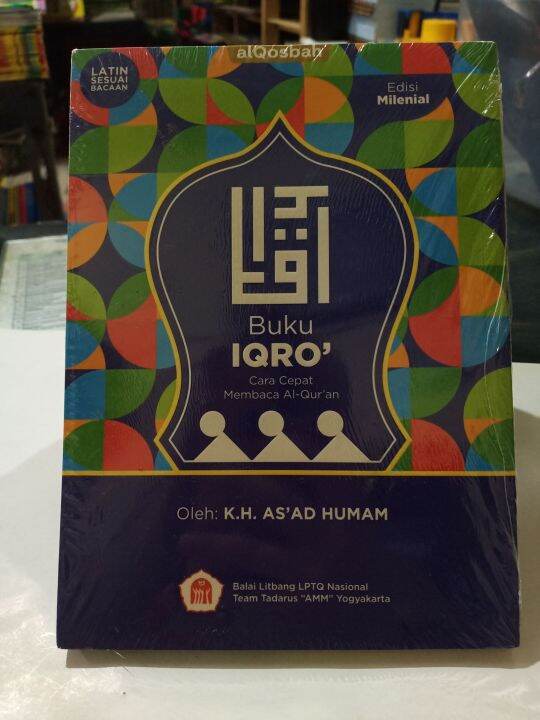 alQosbah
LATIN
SESUAI
BACAAN
Edisi
Milenial
Buku
IQRO’
Cara Cepat
Membaca Al-Qur’an
Oleh: K.H. AS’AD HUMAM
Balai Litbang LPTQ Nasional
Team Tadarus “AMM” Yogyakarta